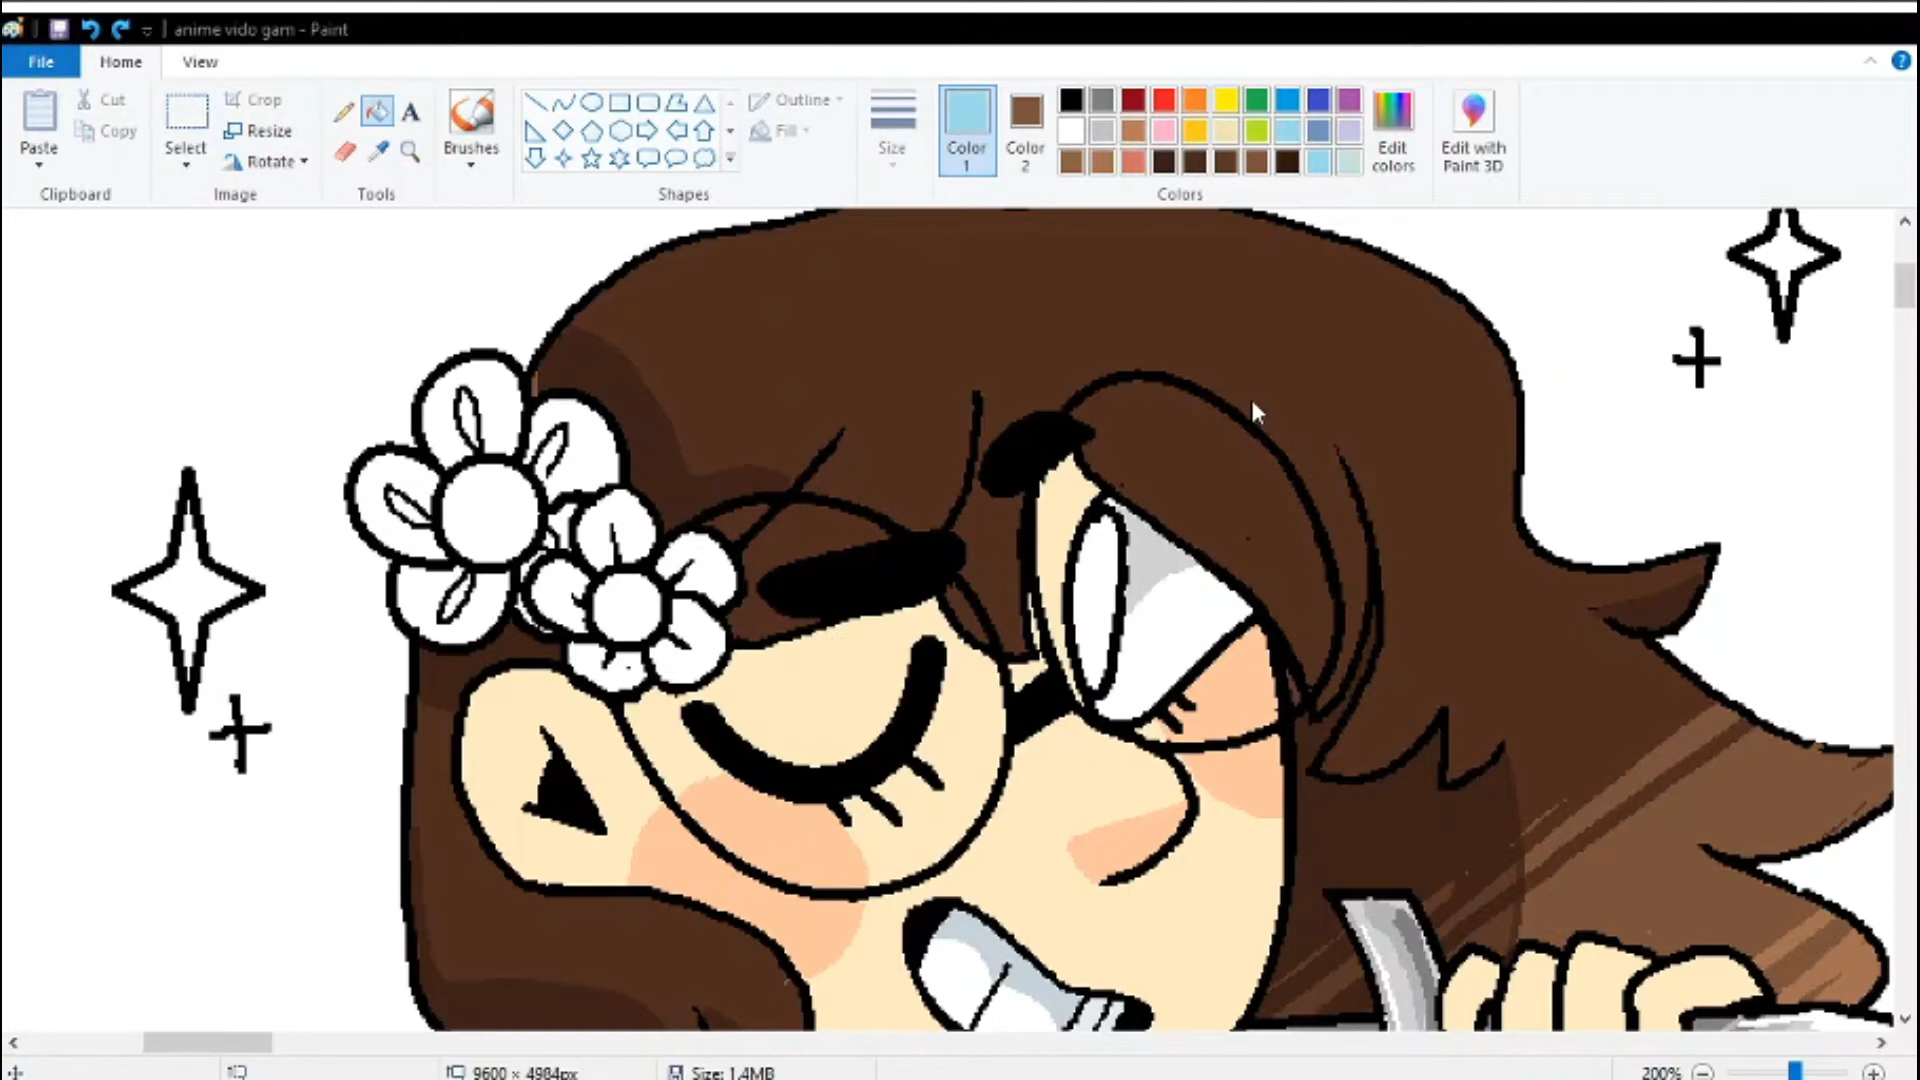 anime vido gam - Paint
File Home View
Cut
Copy
Paste
Clipboard
Crop
Resize
Rotate
Select
Image
A
Tools
Brushes
Outline
Fill
Shapes
Size
Color 1
Color 2
Edit colors
Colors
Edit with Paint 3D
9600 × 4984px
Size: 1.4MB
200%